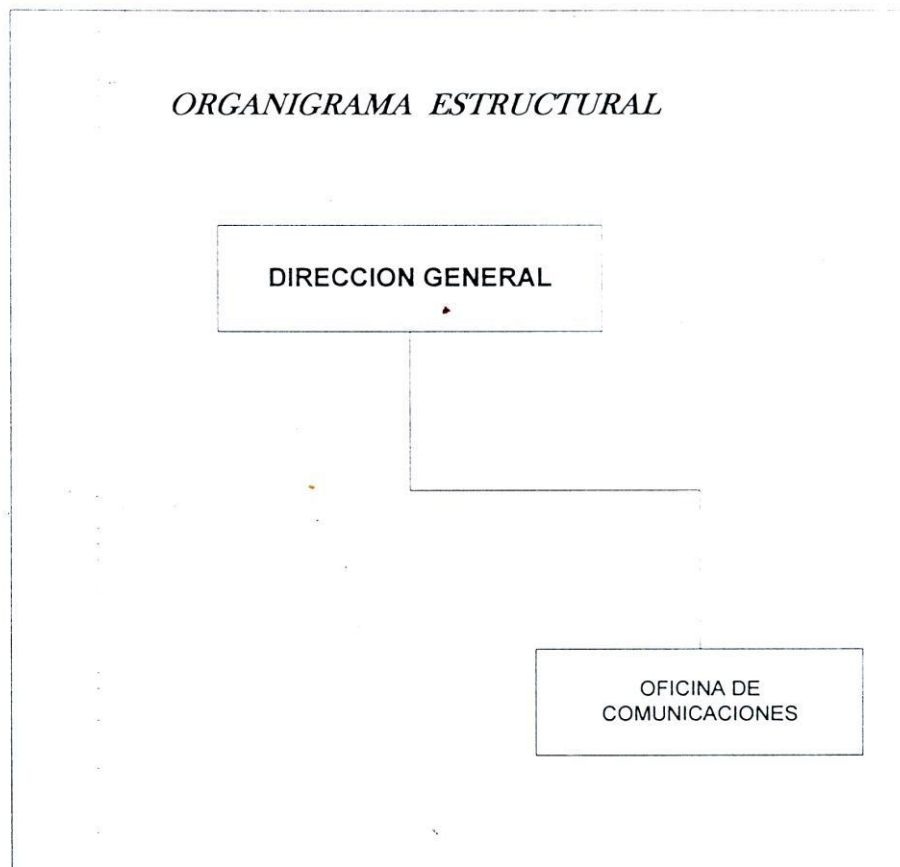 ORGANIGRAMA ESTRUCTURAL
DIRECCION GENERAL
OFICINA DE
COMUNICACIONES